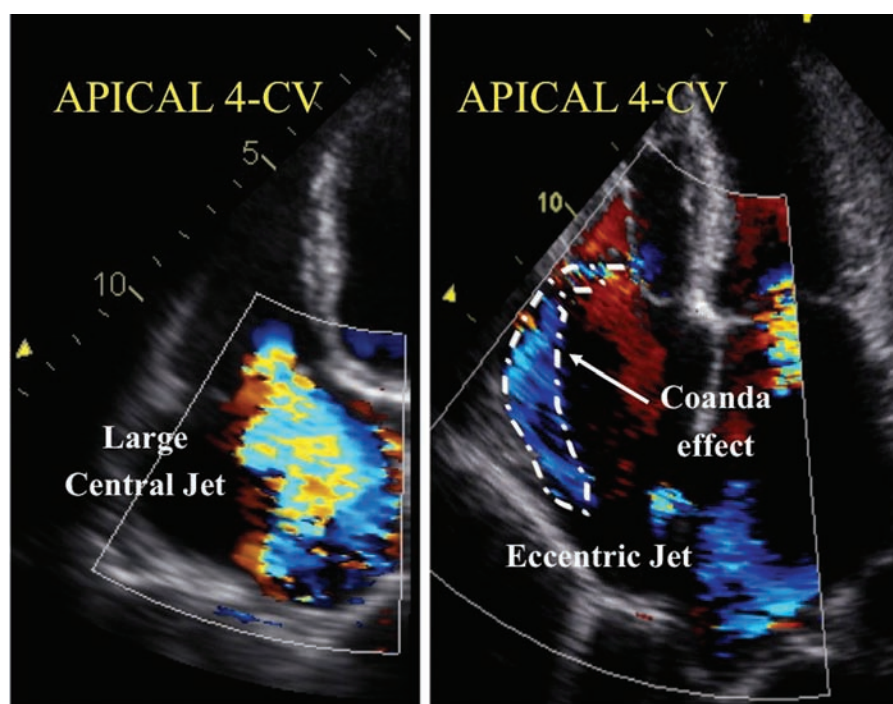 APICAL 4-CV
5
10
Large
Central Jet
APICAL 4-CV
10
Coanda
effect
Eccentric Jet